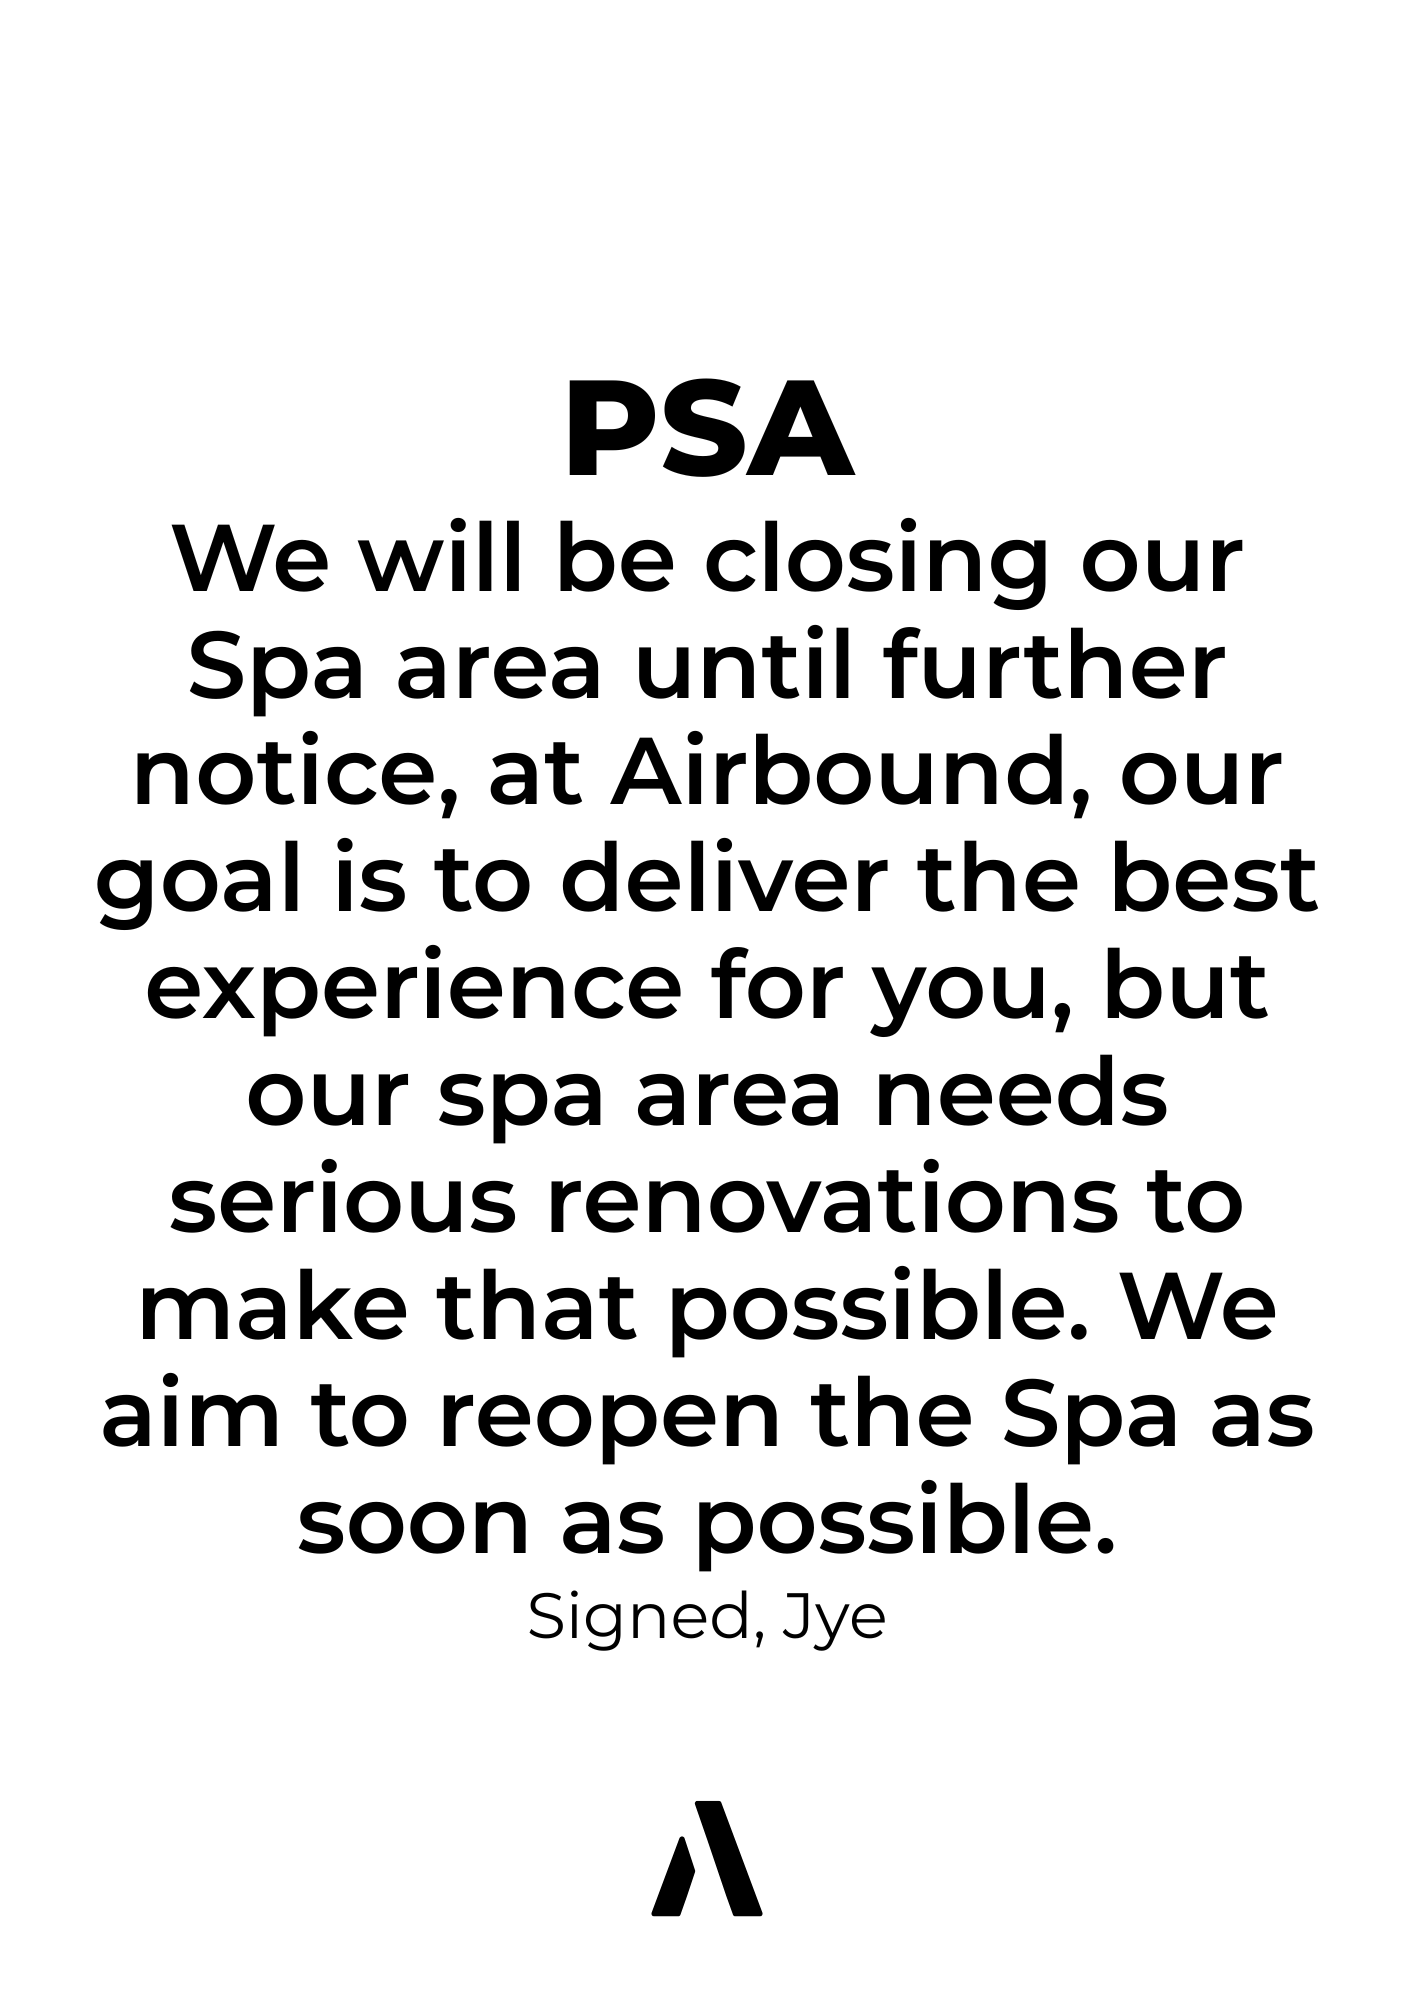 PSA
We will be closing our
Spa area until further
notice, at Airbound, our
goal is to deliver the best
experience for you, but
our spa area needs
serious renovations to
make that possible. We
aim to reopen the Spa as
soon as possible.
Signed, Jye